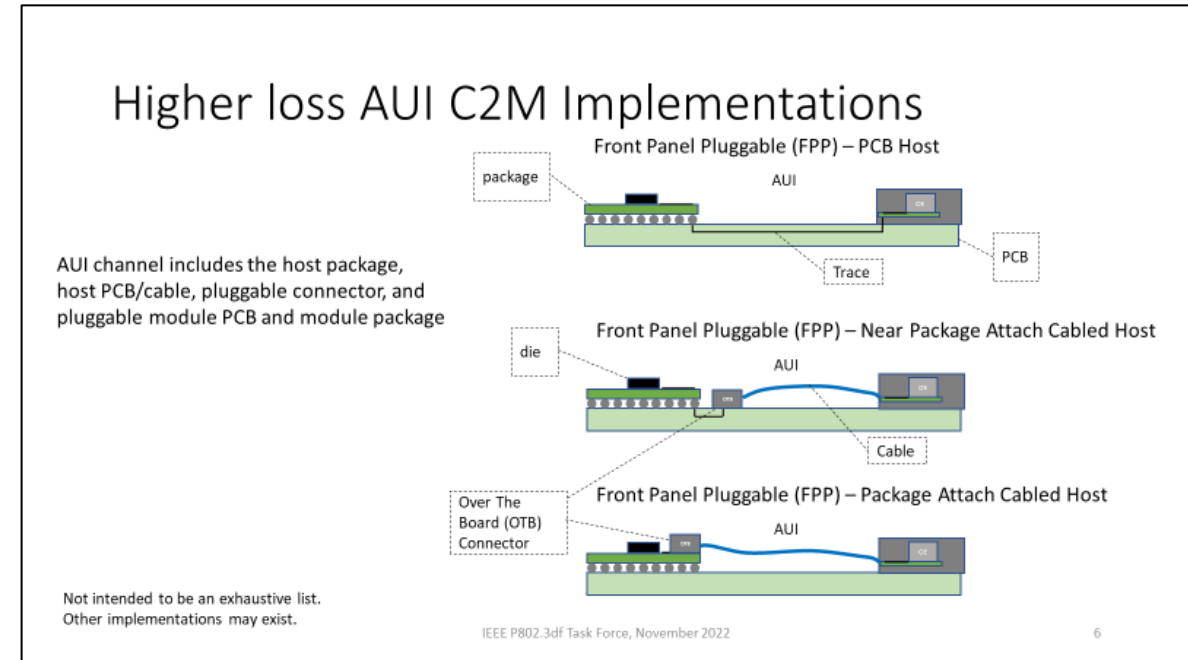 Higher loss AUI C2M Implementations
Front Panel Pluggable (FPP) – PCB Host
package
AUI
PCB
Trace
AUI channel includes the host package,
host PCB/cable, pluggable connector, and
pluggable module PCB and module package
Front Panel Pluggable (FPP) – Near Package Attach Cabled Host
die
AUI
Cable
Front Panel Pluggable (FPP) – Package Attach Cabled Host
Over The
Board (OTB)
Connector
AUI
Not intended to be an exhaustive list.
Other implementations may exist.
IEEE P802.3df Task Force, November 2022
6